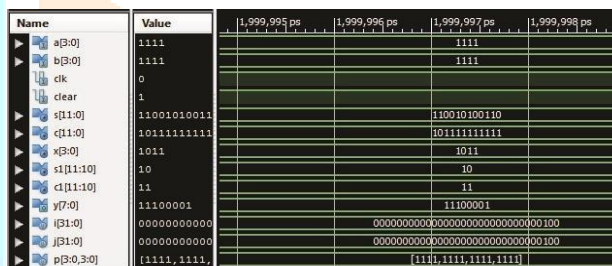 Name Value 1,999,995 ps 1,999,996 ps 1,999,997 ps 1,999,998 ps
a[3:0] 1111 1111
b[3:0] 1111 1111
clk 0
clear 1
s[11:0] 11001010011 110010100110
c[11:0] 10111111111 101111111111
x[3:0] 1011 1011
s1[11:10] 10 10
c1[11:10] 11 11
y[7:0] 11100001 11100001
i[31:0] 00000000000 00000000000000000000000000000100
j[31:0] 00000000000 00000000000000000000000000000100
p[3:0,3:0] [1111,1111, [1111,1111,1111,1111]